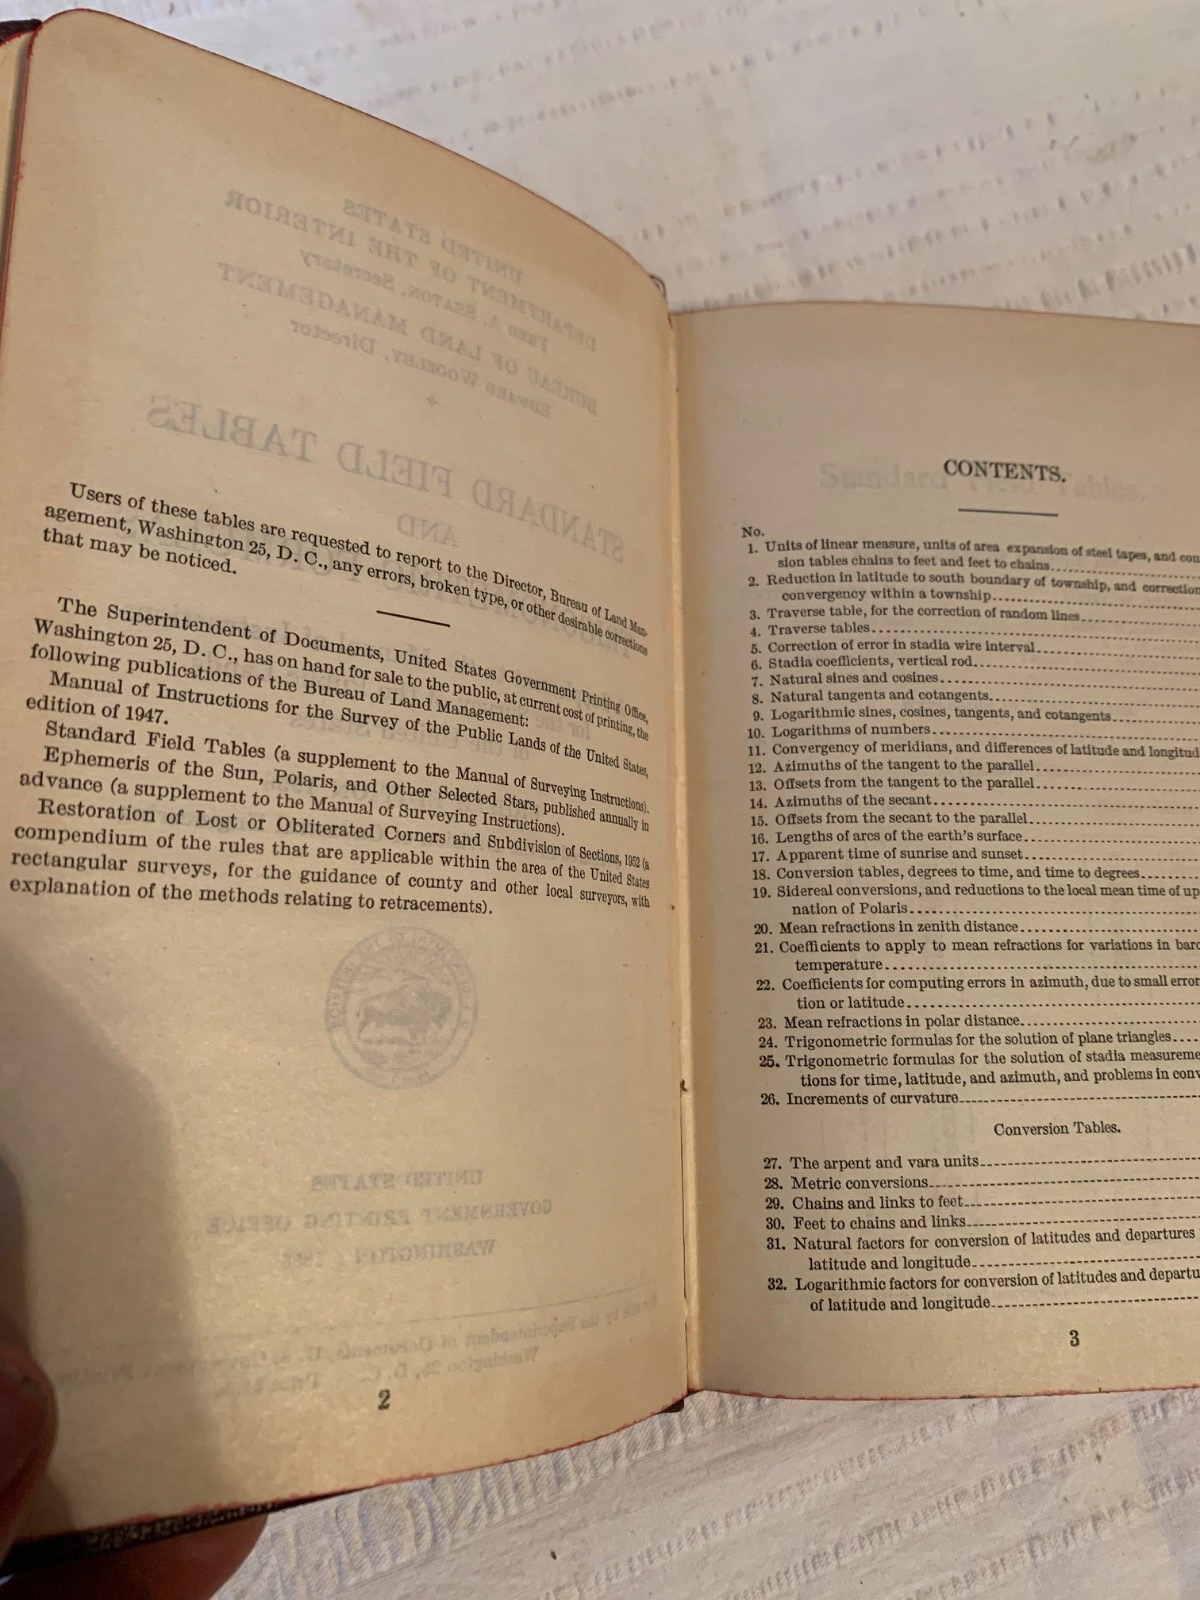 Users of these tables are requested to report to the Director, Bureau of Land Man-
agement, Washington 25, D. C., any errors, broken type, or other desirable corrections
that may be noticed.
The Superintendent of Documents, United States Government Printing Office,
Washington 25, D. C., has on hand for sale to the public, at current cost of printing, the
following publications of the Bureau of Land Management:
Manual of Instructions for the Survey of the Public Lands of the United States,
edition of 1947.
Standard Field Tables (a supplement to the Manual of Surveying Instructions).
Ephemeris of the Sun, Polaris, and Other Selected Stars, published annually in
advance (a supplement to the Manual of Surveying Instructions).
Restoration of Lost or Obliterated Corners and Subdivision of Sections, 1952 (a
compendium of the rules that are applicable within the area of the United States
rectangular surveys, for the guidance of county and other local surveyors, with
explanation of the methods relating to retracements).
2
CONTENTS.
No.
1. Units of linear measure, units of area expansion of steel tapes, and con
sion tables chains to feet and feet to chains
2. Reduction in latitude to south boundary of township, and correction
convergency within a township
3. Traverse table, for the correction of random lines
4. Traverse tables
5. Correction of error in stadia wire interval
6. Stadia coefficients, vertical rod
7. Natural sines and cosines
8. Natural tangents and cotangents
9. Logarithmic sines, cosines, tangents, and cotangents
10. Logarithms of numbers
11. Convergency of meridians, and differences of latitude and longitud
12. Azimuths of the tangent to the parallel
13. Offsets from the tangent to the parallel
14. Azimuths of the secant
15. Offsets from the secant to the parallel
16. Lengths of arcs of the earth's surface
17. Apparent time of sunrise and sunset
18. Conversion tables, degrees to time, and time to degrees
19. Sidereal conversions, and reductions to the local mean time of up
nation of Polaris
20. Mean refractions in zenith distance
21. Coefficients to apply to mean refractions for variations in baro
temperature
22. Coefficients for computing errors in azimuth, due to small error
tion or latitude
23. Mean refractions in polar distance
24. Trigonometric formulas for the solution of plane triangles
25. Trigonometric formulas for the solution of stadia measureme
tions for time, latitude, and azimuth, and problems in conv
26. Increments of curvature
Conversion Tables.
27. The arpent and vara units
28. Metric conversions
29. Chains and links to feet
30. Feet to chains and links
31. Natural factors for conversion of latitudes and departures
latitude and longitude
32. Logarithmic factors for conversion of latitudes and departu
of latitude and longitude
3